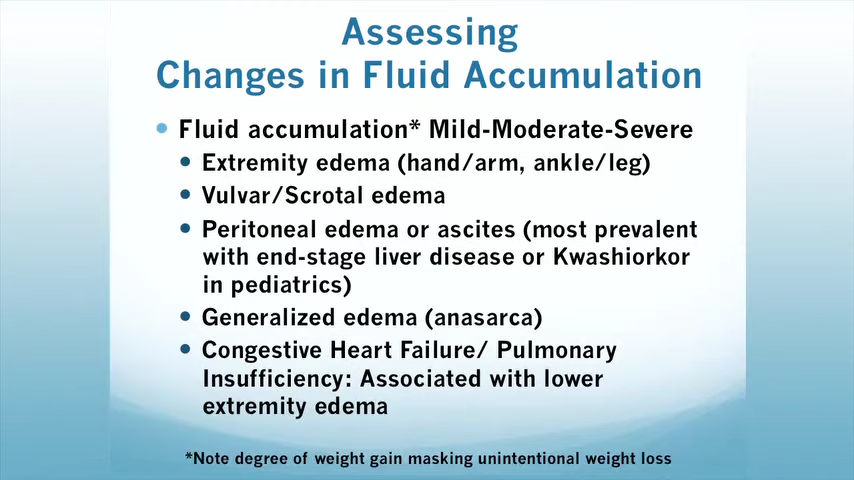 Assessing
Changes in Fluid Accumulation
• Fluid accumulation* Mild-Moderate-Severe
• Extremity edema (hand/arm, ankle/leg)
• Vulvar/Scrotal edema
• Peritoneal edema or ascites (most prevalent
with end-stage liver disease or Kwashiorkor
in pediatrics)
• Generalized edema (anasarca)
• Congestive Heart Failure/ Pulmonary
Insufficiency: Associated with lower
extremity edema
*Note degree of weight gain masking unintentional weight loss